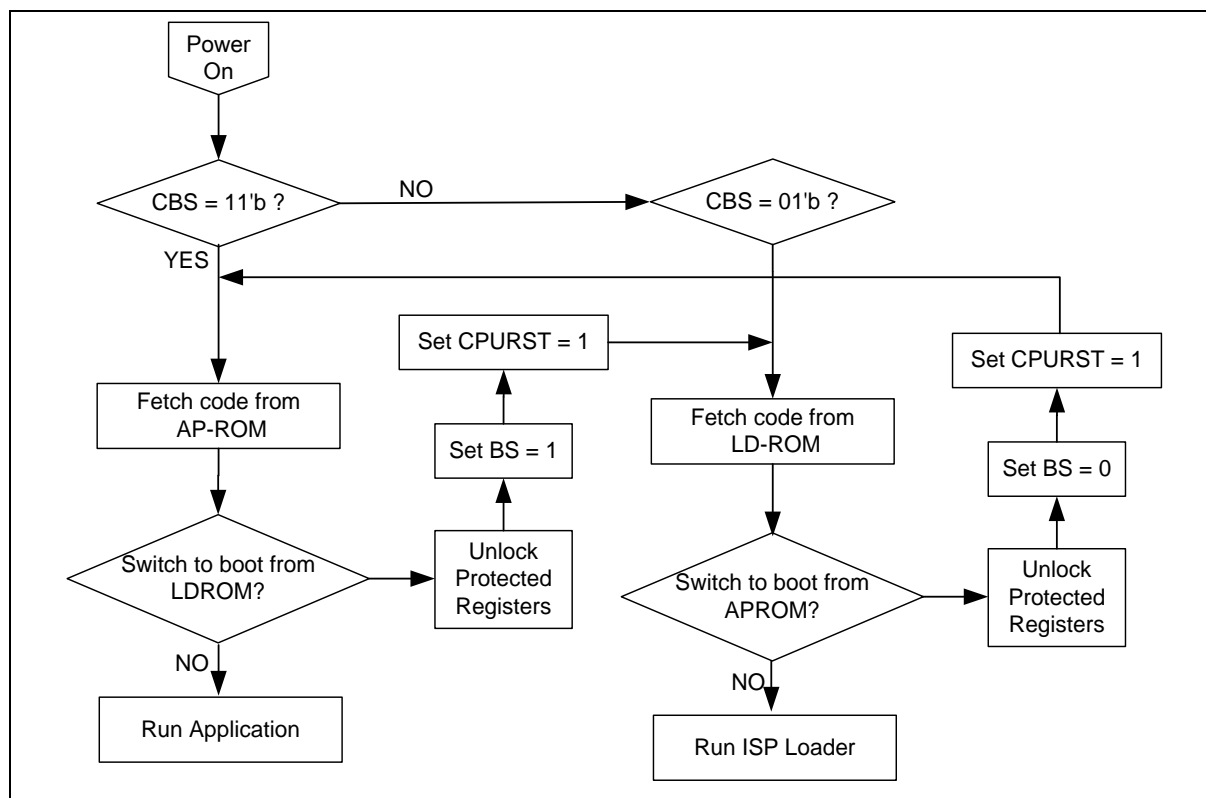 Power
On
CBS = 11'b ?
NO
CBS = 01'b ?
YES
Set CPURST = 1
Set CPURST = 1
Fetch code from
AP-ROM
Fetch code from
LD-ROM
Set BS = 1
Set BS = 0
Switch to boot from
LDROM?
Unlock
Protected
Registers
Switch to boot from
APROM?
Unlock
Protected
Registers
NO
NO
Run Application
Run ISP Loader